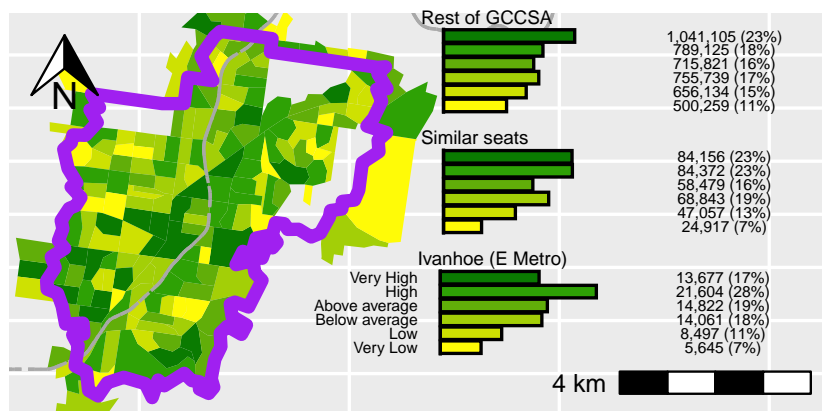 N
Rest of GCCSA
1,041,105 (23%)
789,125 (18%)
715,821 (16%)
755,739 (17%)
656,134 (15%)
500,259 (11%)
Similar seats
84,156 (23%)
84,372 (23%)
58,479 (16%)
68,843 (19%)
47,057 (13%)
24,917 (7%)
Ivanhoe (E Metro)
Very High 13,677 (17%)
High 21,604 (28%)
Above average 14,822 (19%)
Below average 14,061 (18%)
Low 8,497 (11%)
Very Low 5,645 (7%)
4 km